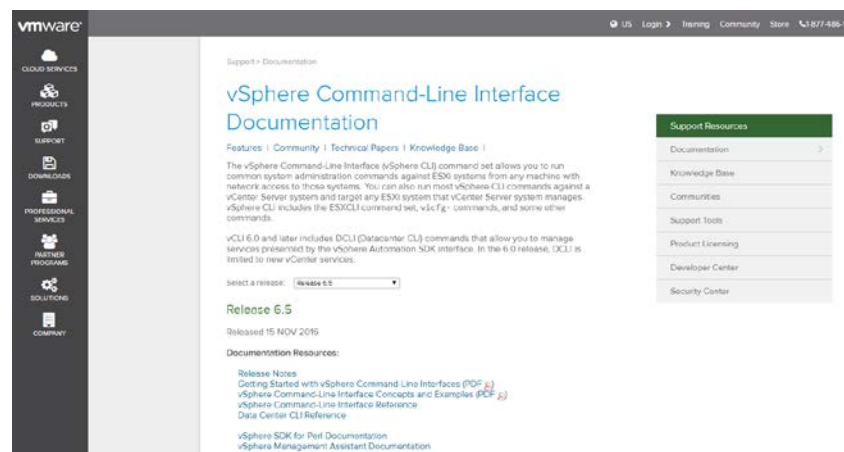 vmware
US Login > Training Community Store 1-877-486-
CLOUD SERVICES
PRODUCTS
SUPPORT
DOWNLOADS
PROFESSIONAL
SERVICES
PARTNER
PROGRAMS
SOLUTIONS
COMPANY
Support > Documentation
vSphere Command-Line Interface
Documentation
Features | Community | Technical Papers | Knowledge Base |
The vSphere Command-Line Interface (vSphere CLI) command set allows you to run
common system administration commands against ESXi systems from any machine with
network access to those systems. You can also run most vSphere CLI commands against a
vCenter Server system and target any ESXi system that vCenter Server system manages.
vSphere CLI includes the ESXCLI command set, vicfg- commands, and some other
commands.
vCLI 6.0 and later includes DCLI (Datacenter CLI) commands that allow you to manage
services presented by the vSphere Automation SDK interface. In the 6.0 release, DCLI is
limited to new vCenter services.
Select a release: Release 6.5
Release 6.5
Released 15 NOV 2016
Documentation Resources:
Release Notes
Getting Started with vSphere Command-Line Interfaces (PDF)
vSphere Command-Line Interface Concepts and Examples (PDF)
vSphere Command-Line Interface Reference
Data Center CLI Reference
vSphere SDK for Perl Documentation
vSphere Management Assistant Documentation
Support Resources
Documentation
Knowledge Base
Communities
Support Tools
Product Licensing
Developer Center
Security Center